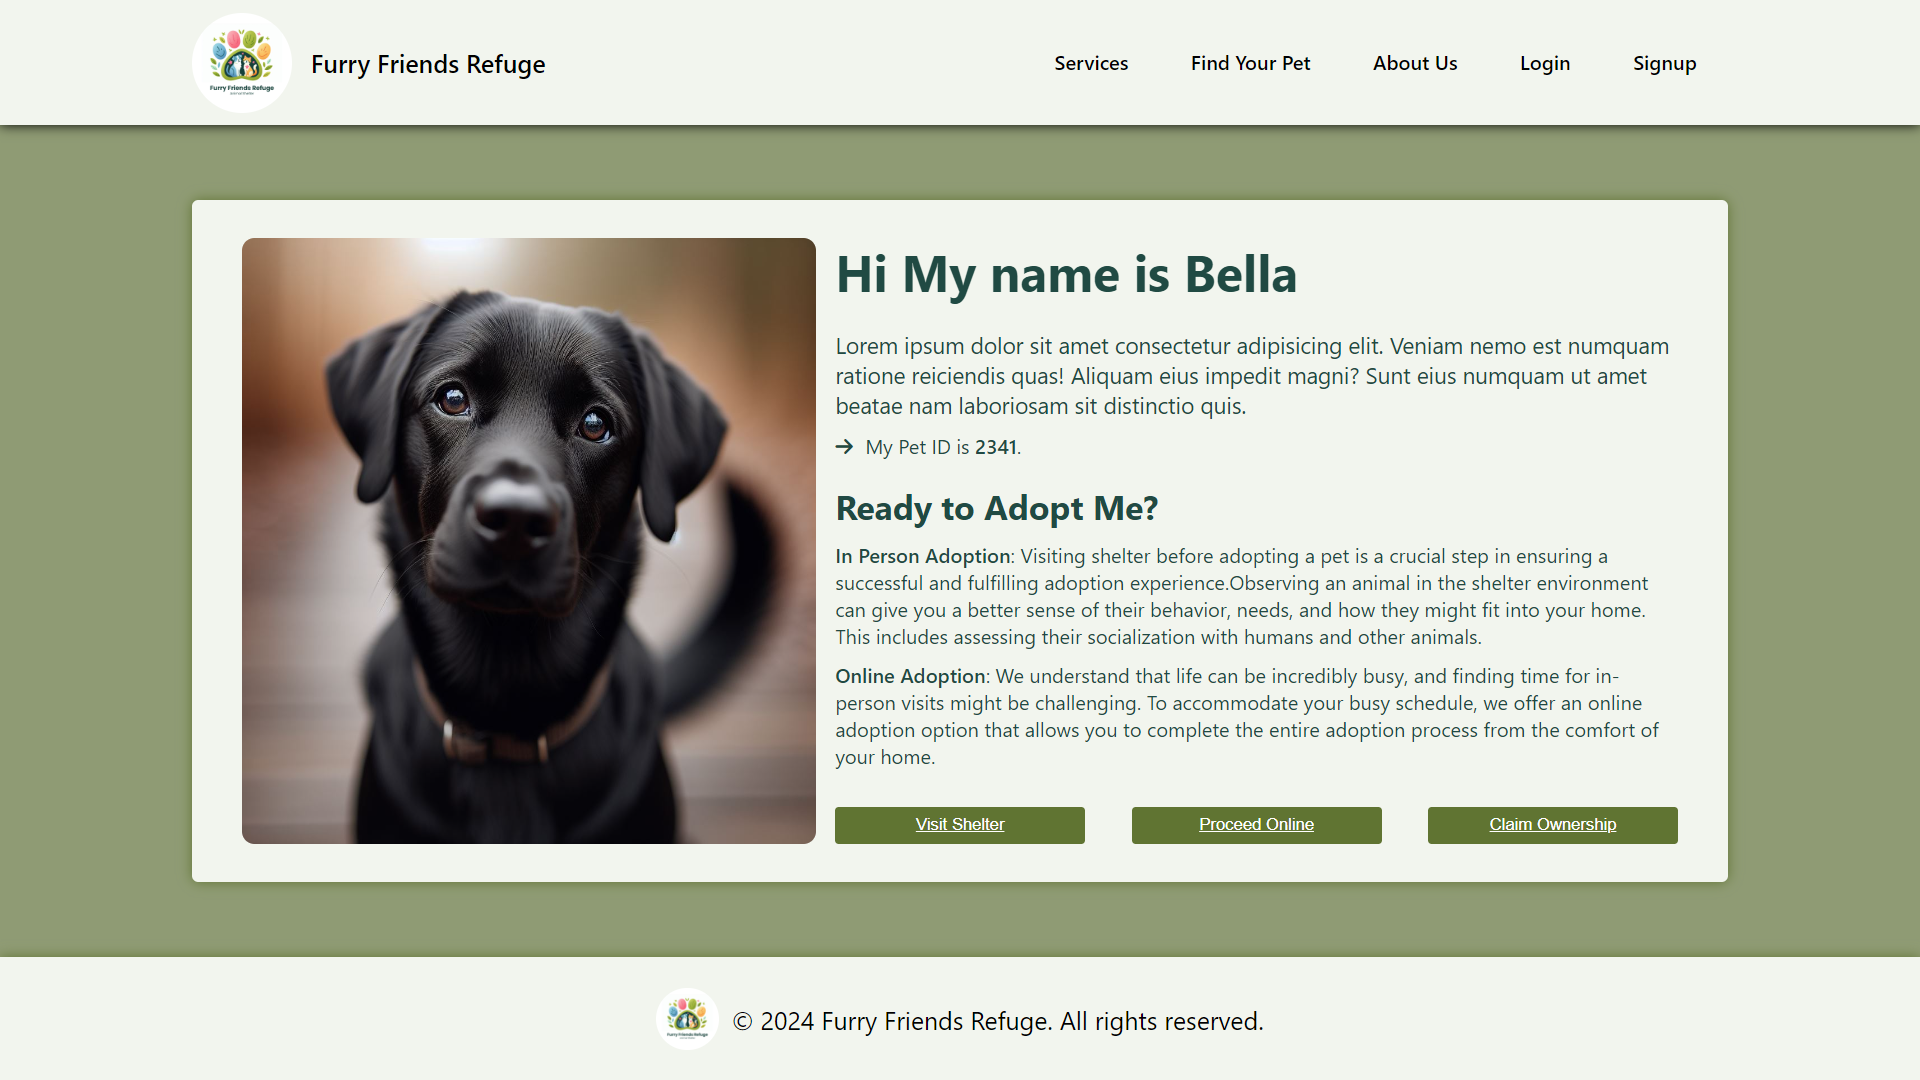 Furry Friends Refuge
Furry Friends Refuge
Services
Find Your Pet
About Us
Login
Signup
Hi My name is Bella
Lorem ipsum dolor sit amet consectetur adipisicing elit. Veniam nemo est numquam
ratione reiciendis quas! Aliquam eius impedit magni? Sunt eius numquam ut amet
beatae nam laboriosam sit distinctio quis.
→ My Pet ID is 2341.
Ready to Adopt Me?
In Person Adoption: Visiting shelter before adopting a pet is a crucial step in ensuring a
successful and fulfilling adoption experience.Observing an animal in the shelter environment
can give you a better sense of their behavior, needs, and how they might fit into your home.
This includes assessing their socialization with humans and other animals.
Online Adoption: We understand that life can be incredibly busy, and finding time for in-
person visits might be challenging. To accommodate your busy schedule, we offer an online
adoption option that allows you to complete the entire adoption process from the comfort of
your home.
Visit Shelter
Proceed Online
Claim Ownership
Furry Friends Refuge
© 2024 Furry Friends Refuge. All rights reserved.